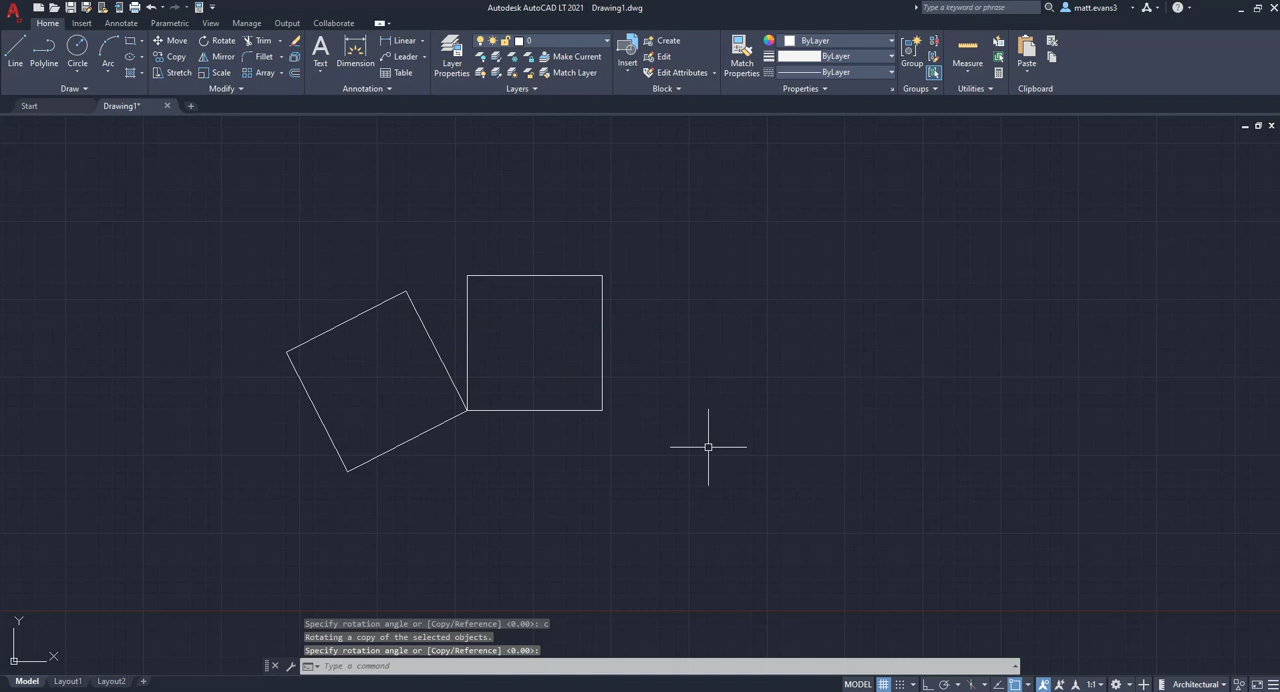 Autodesk AutoCAD LT 2021 Drawing1.dwg
Type a keyword or phrase
matt.evans3
Home Insert Annotate Parametric View Manage Output Collaborate
Line Polyline Circle Arc
Move Rotate Trim
Copy Mirror Fillet
Stretch Scale Array
Text Dimension
Linear
Leader
Table
Layer
Properties
0
Make Current
Match Layer
Insert
Create
Edit
Edit Attributes
Match
Properties
ByLayer
ByLayer
ByLayer
Group
Measure
Paste
Draw Modify Annotation Layers Block Properties Groups Utilities Clipboard
Start Drawing1*
Y
X
Specify rotation angle or [Copy/Reference] <0.00>: c
Rotating a copy of the selected objects.
Specify rotation angle or [Copy/Reference] <0.00>:
Type a command
Model Layout1 Layout2
MODEL 1:1 Architectural